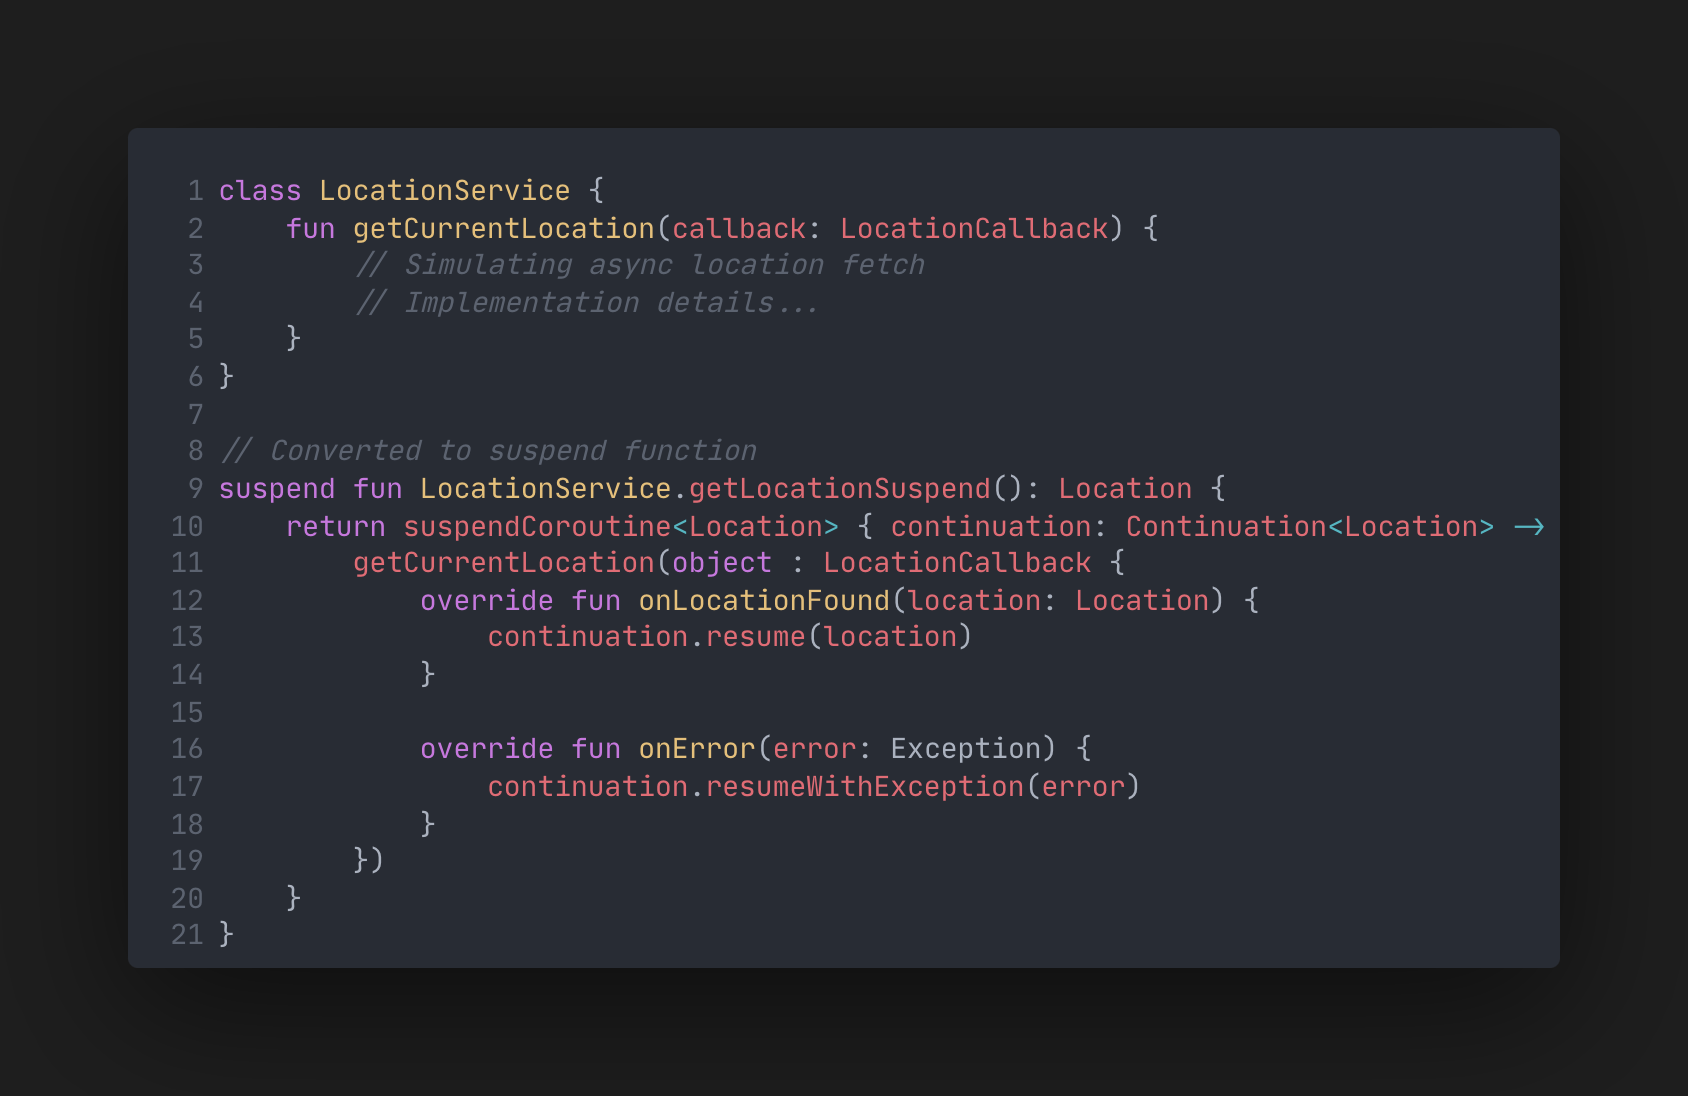 1 class LocationService {
2     fun getCurrentLocation(callback: LocationCallback) {
3         // Simulating async location fetch
4         // Implementation details...
5     }
6 }
7
8 // Converted to suspend function
9 suspend fun LocationService.getLocationSuspend(): Location {
10     return suspendCoroutine<Location> { continuation: Continuation<Location> ->
11         getCurrentLocation(object : LocationCallback {
12             override fun onLocationFound(location: Location) {
13                 continuation.resume(location)
14             }
15
16             override fun onError(error: Exception) {
17                 continuation.resumeWithException(error)
18             }
19         })
20     }
21 }